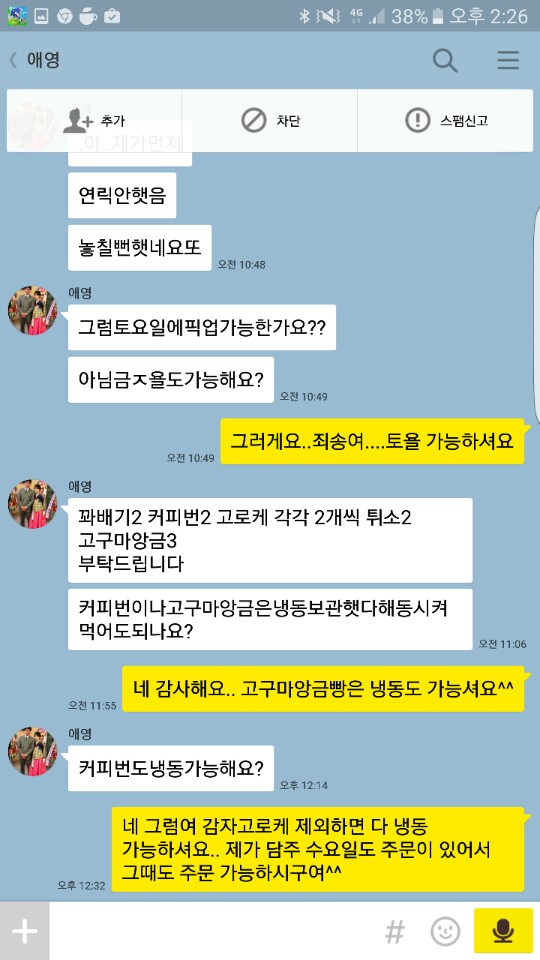 4G 38% 오후 2:26
애영
추가 차단 스팸신고
.아..제가먼저
연릭안햇음
놓칠뻔햇네요또
오전 10:48
애영
그럼토요일에픽업가능한가요??
아님금ㅈ욜도가능해요?
오전 10:49
그러게요..죄송여....토욜 가능하셔요
오전 10:49
애영
꽈배기2 커피번2 고로케 각각 2개씩 튀소2
고구마앙금3
부탁드립니다
커피번이나고구마앙금은냉동보관햇다해동시켜
먹어도되나요?
오전 11:06
네 감사해요.. 고구마앙금빵은 냉동도 가능셔요^^
오전 11:55
애영
커피번도냉동가능해요?
오후 12:14
네 그럼여 감자고로케 제외하면 다 냉동
가능하셔요.. 제가 담주 수요일도 주문이 있어서
그때도 주문 가능하시구여^^
오후 12:32
#